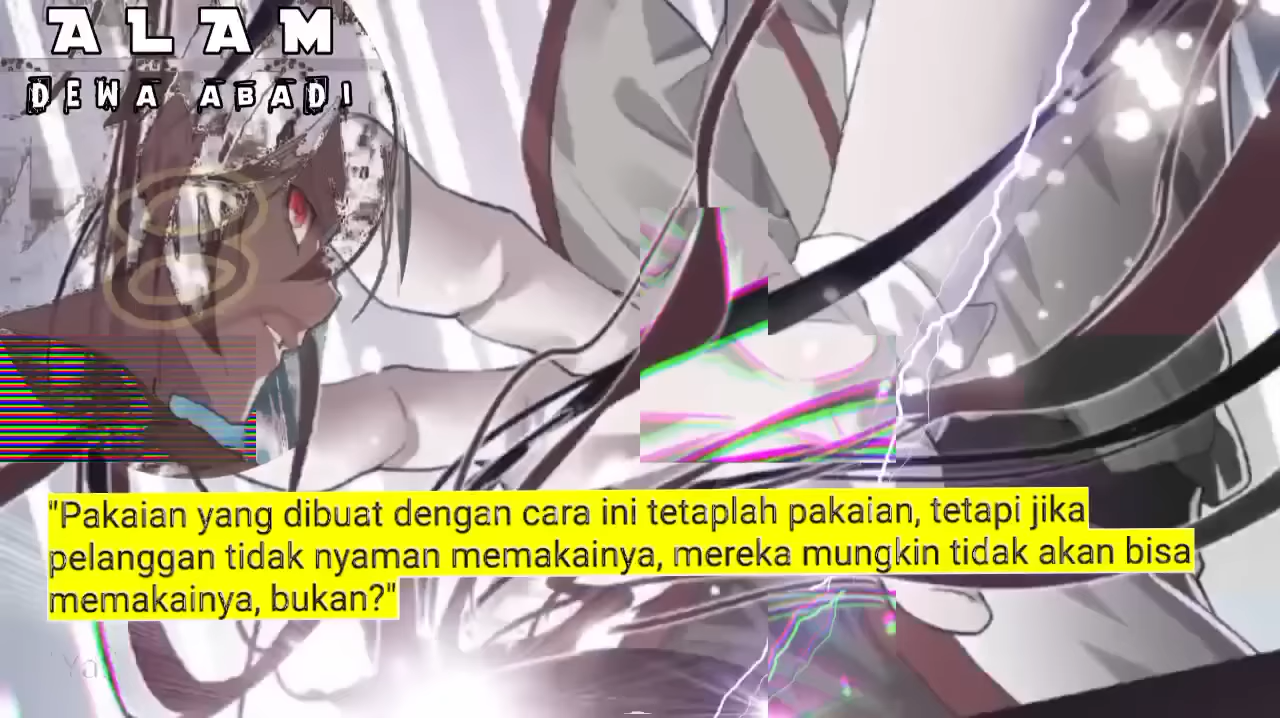 ALAM
DEWA ABADI
"Pakaian yang dibuat dengan cara ini tetaplah pakaian, tetapi jika
pelanggan tidak nyaman memakainya, mereka mungkin tidak akan bisa
memakainya, bukan?"